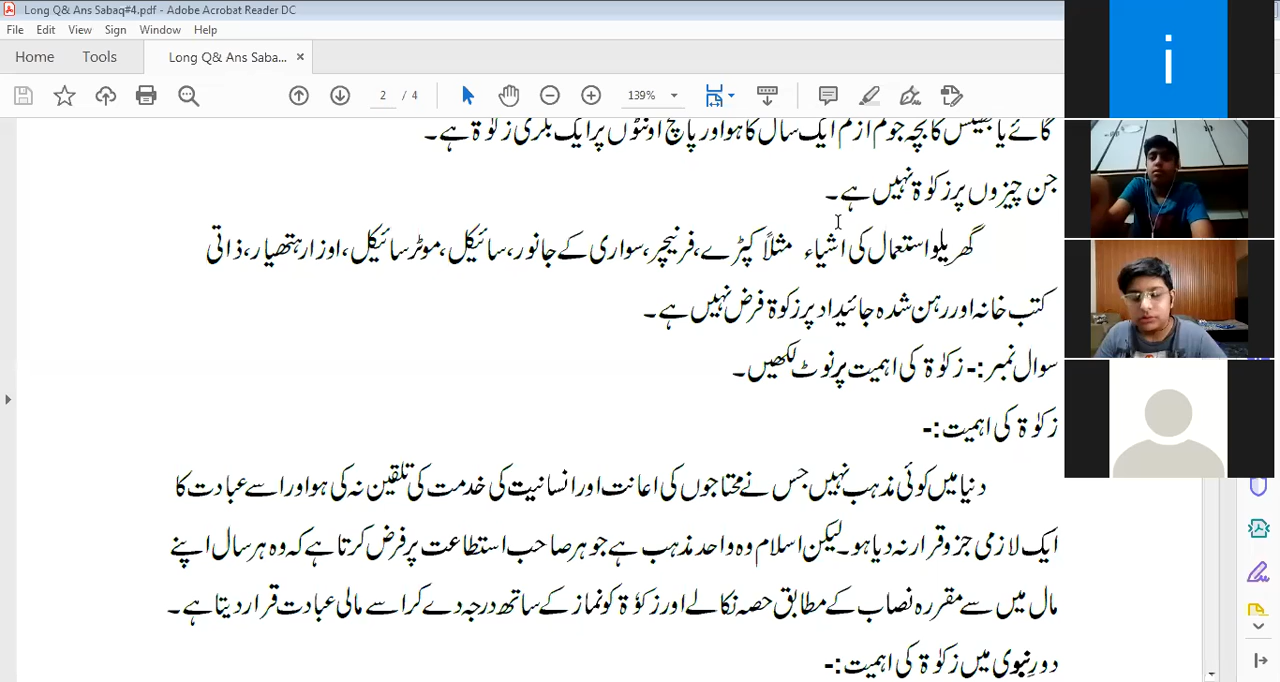 Long Q& Ans Sabaq#4.pdf - Adobe Acrobat Reader DC
File Edit View Sign Window Help
Home Tools Long Q& Ans Saba... ×
2 / 4 139%
i
گائے یا بھینس کا بچہ جو کم از کم ایک سال کا ہو اور پانچ اونٹوں پر ایک بکری زکوٰۃ ہے۔
جن چیزوں پر زکوٰۃ نہیں ہے۔
گھریلو استعمال کی اشیاء مثلاً کپڑے، فرنیچر، سواری کے جانور، سائیکل، موٹر سائیکل، اوزار ہتھیار، ذاتی
کتب خانہ اور رہن شدہ جائیداد پر زکوۃ فرض نہیں ہے۔
سوال نمبر :- زکوٰۃ کی اہمیت پر نوٹ لکھیں۔
زکوٰۃ کی اہمیت :-
دنیا میں کوئی مذہب نہیں جس نے محتاجوں کی اعانت اور انسانیت کی خدمت کی تلقین نہ کی ہو اور اسے عبادت کا
ایک لازمی جزو قرار نہ دیا ہو۔ لیکن اسلام وہ واحد مذہب ہے جو ہر صاحب استطاعت پر فرض کرتا ہے کہ وہ ہر سال اپنے
مال میں سے مقررہ نصاب کے مطابق حصہ نکالے اور زکوٰۃ کو نماز کے ساتھ درجہ دے کر اسے مالی عبادت قرار دیتا ہے۔
دورِ نبوی میں زکوٰۃ کی اہمیت :-